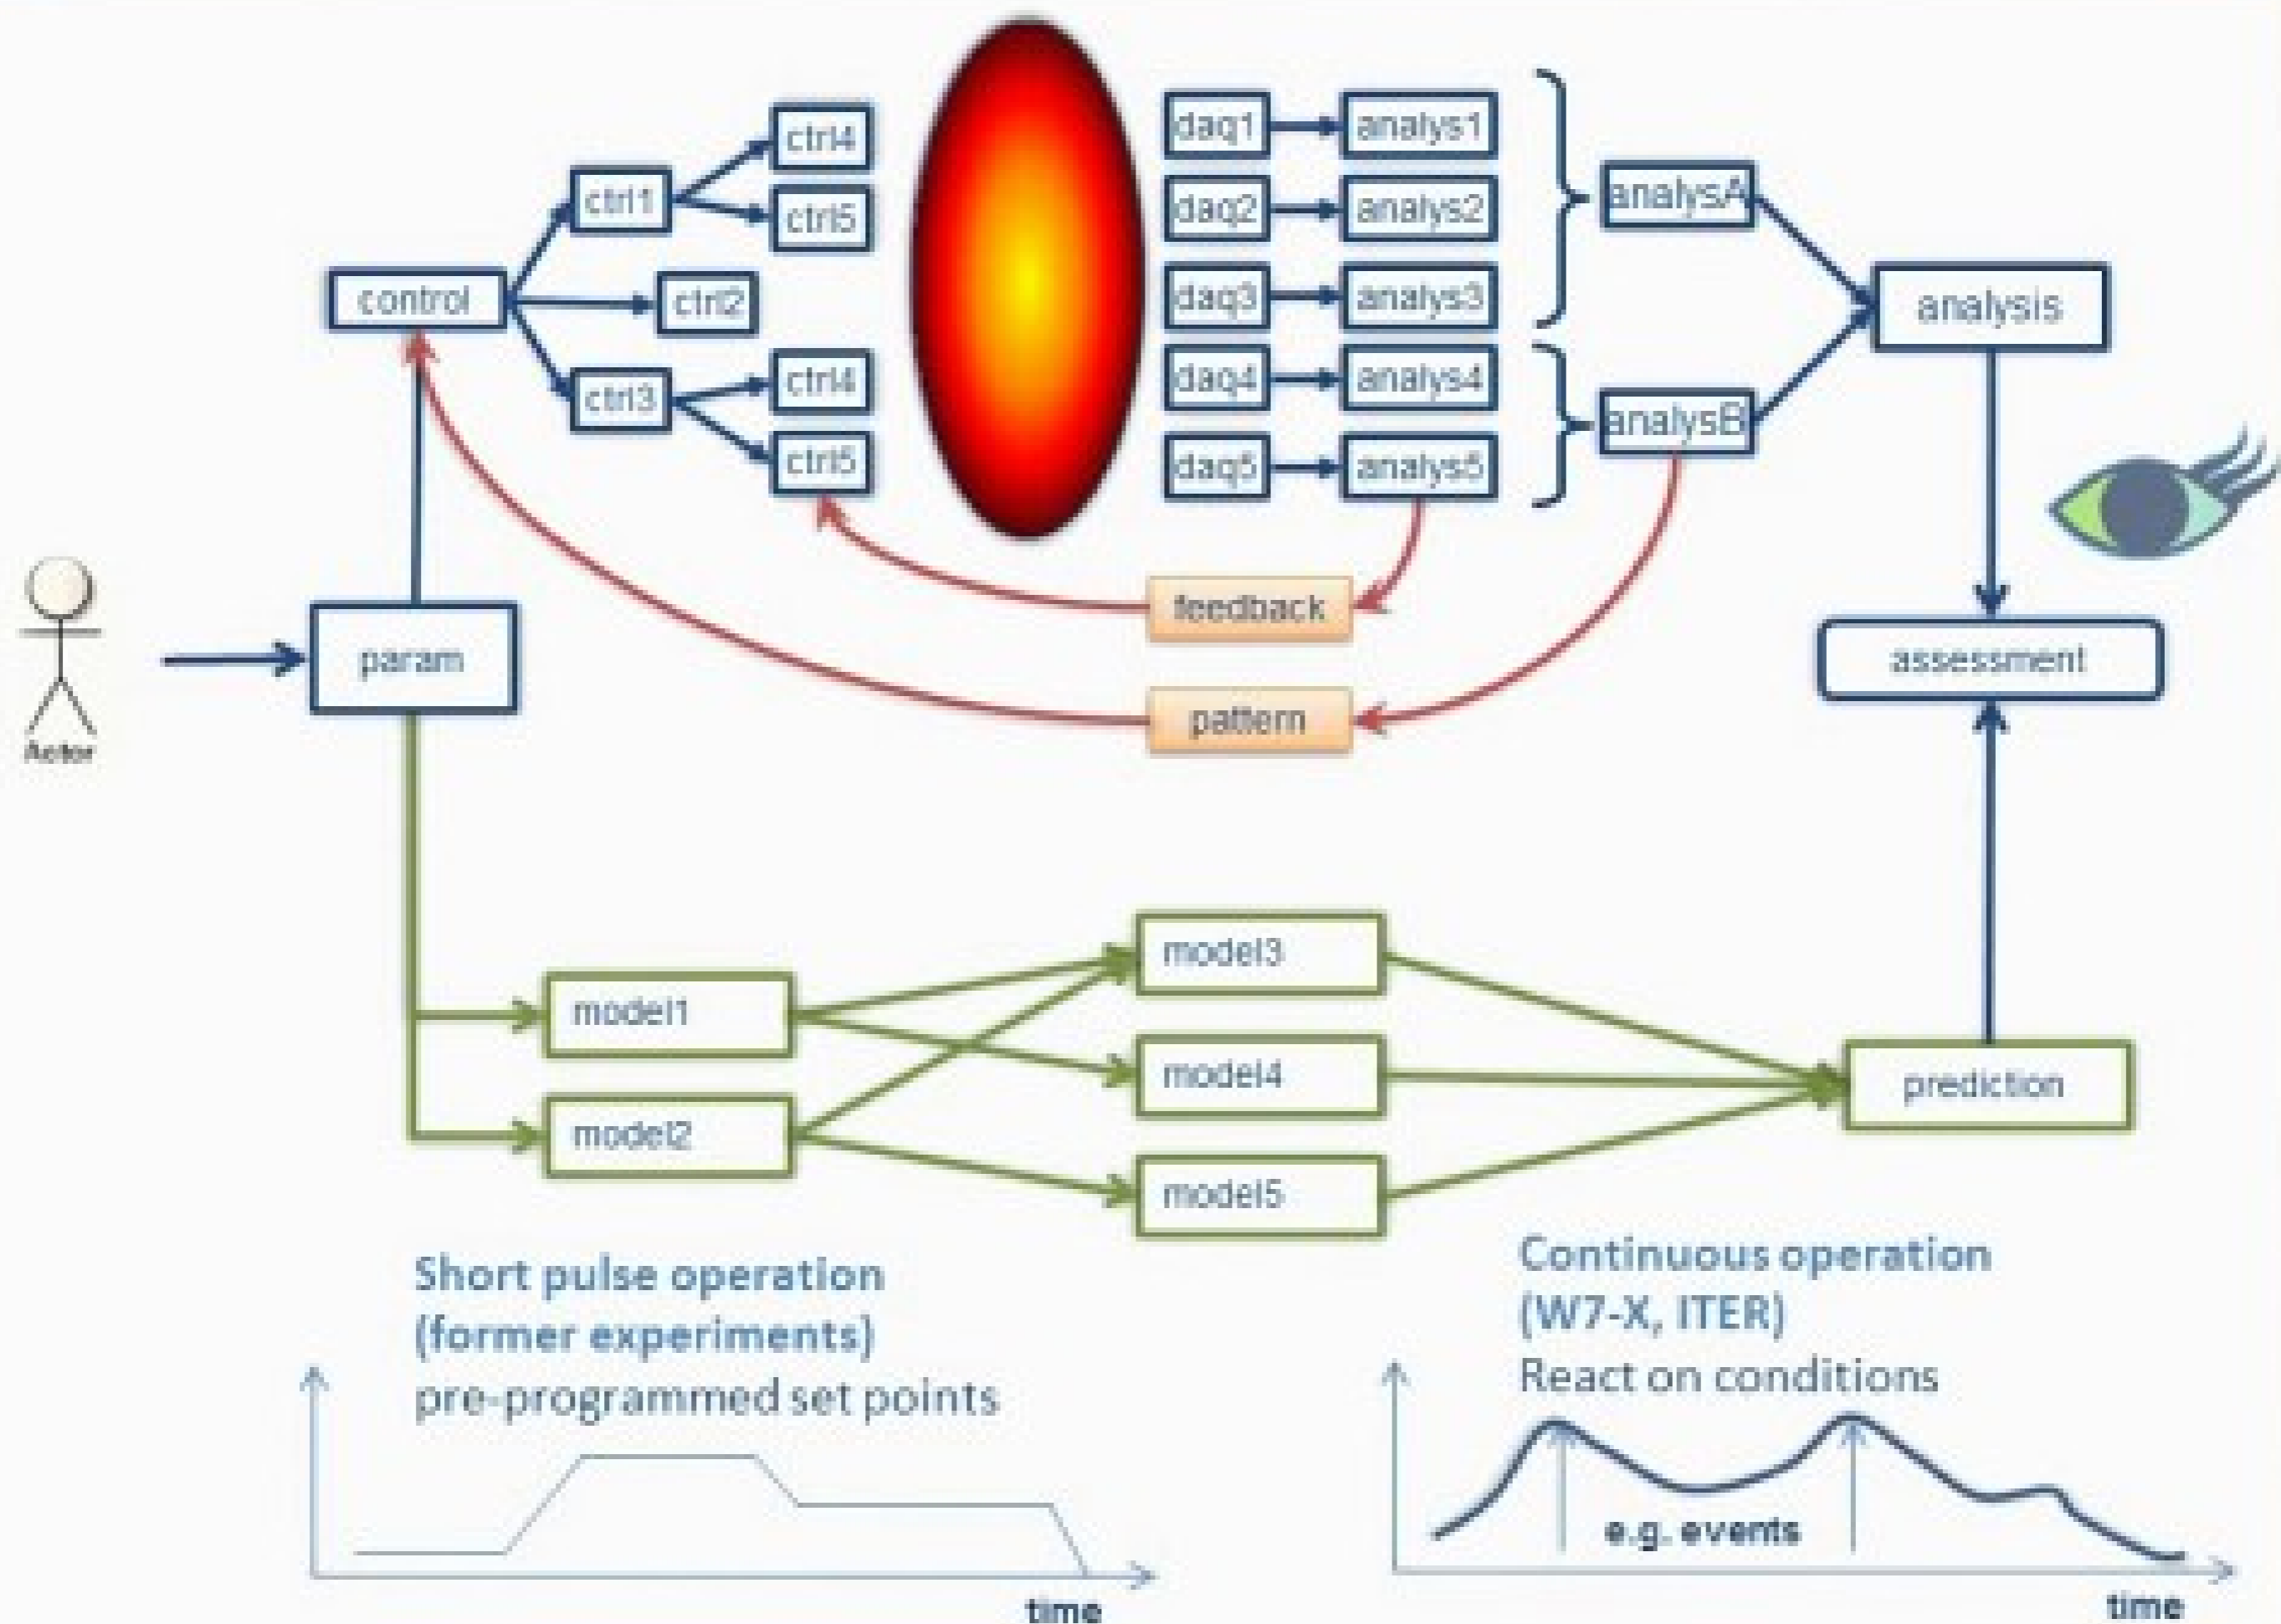 ctrl4
daq1
analys1
ctrl1
analysA
ctrl5
daq2
analys2
control
ctrl2
daq3
analys3
analysis
ctrl3
ctrl4
daq4
analys4
analysB
ctrl5
daq5
analys5
feedback
param
assessment
pattern
Actor
model3
model1
model4
prediction
model2
model5
Short pulse operation
(former experiments)
pre-programmed set points
time
Continuous operation
(W7-X, ITER)
React on conditions
e.g. events
time